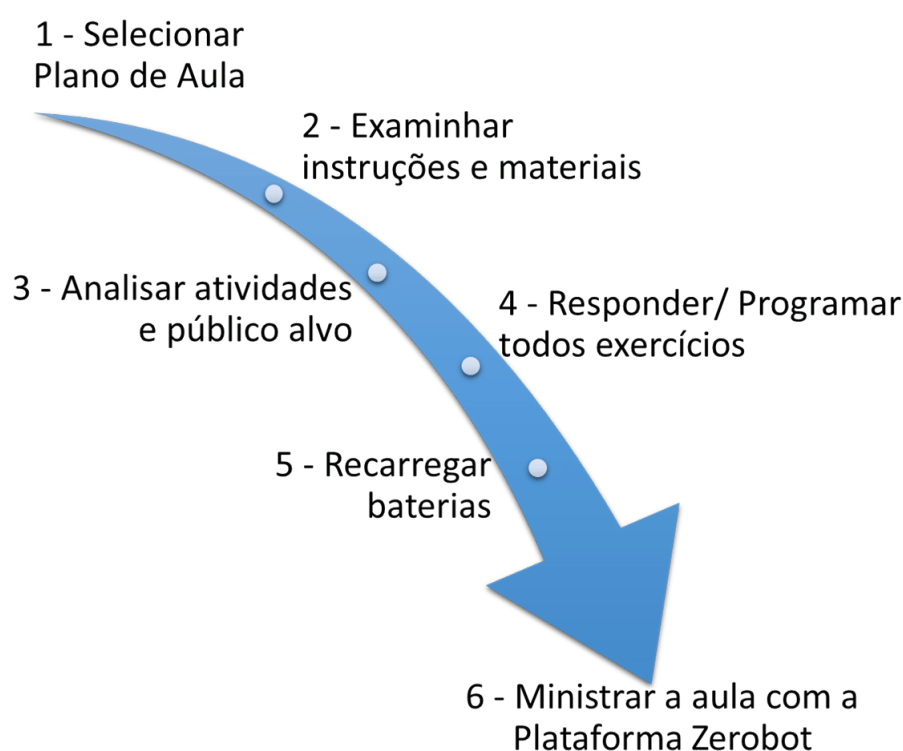 1 - Selecionar
Plano de Aula
2 - Examinhar
instruções e materiais
3 - Analisar atividades
e público alvo
4 - Responder/ Programar
todos exercícios
5 - Recarregar
baterias
6 - Ministrar a aula com a
Plataforma Zerobot